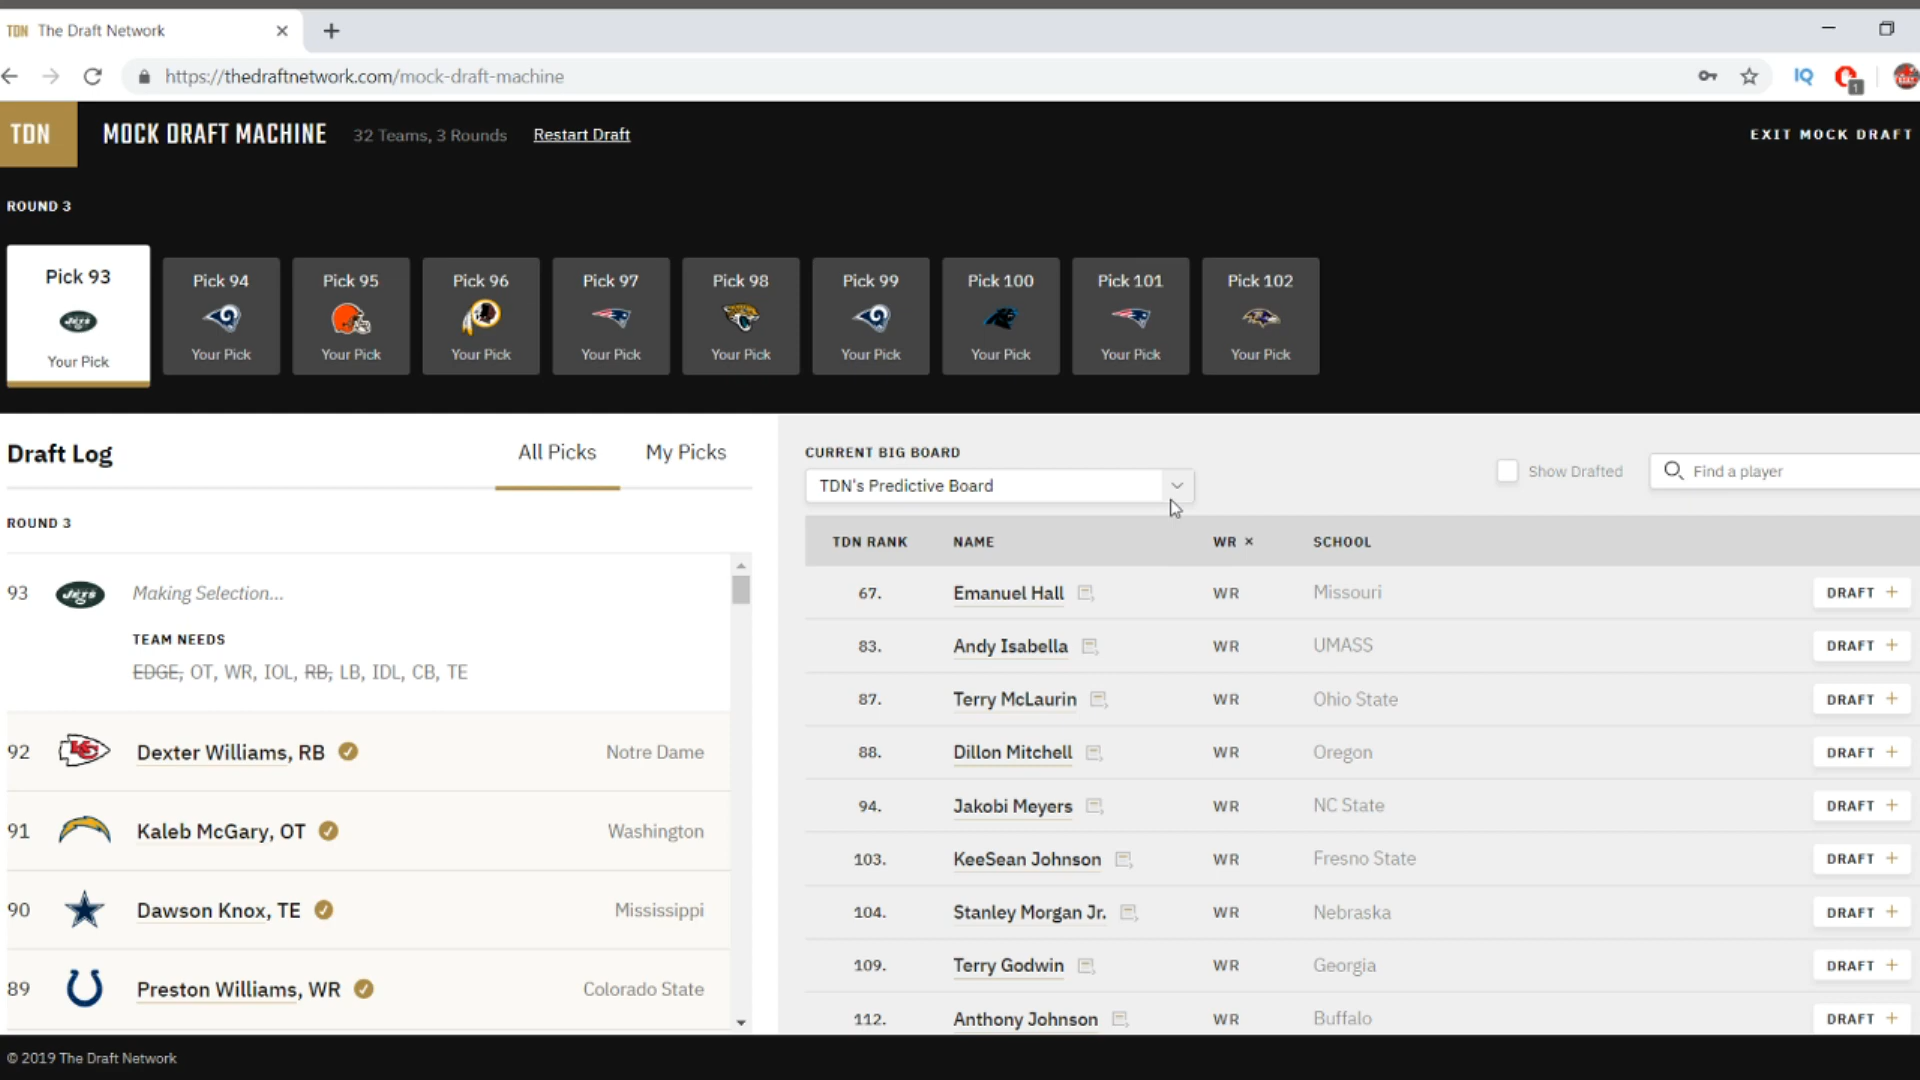 TDN The Draft Network
https://thedraftnetwork.com/mock-draft-machine
IQ
1
TDN MOCK DRAFT MACHINE 32 Teams, 3 Rounds Restart Draft EXIT MOCK DRAFT
ROUND 3
Pick 93 Pick 94 Pick 95 Pick 96 Pick 97 Pick 98 Pick 99 Pick 100 Pick 101 Pick 102
JETS
Your Pick Your Pick Your Pick Your Pick Your Pick Your Pick Your Pick Your Pick Your Pick Your Pick
Draft Log All Picks My Picks
ROUND 3
93 JETS Making Selection...
TEAM NEEDS
EDGE, OT, WR, IOL, RB, LB, IDL, CB, TE
92 KC Dexter Williams, RB Notre Dame
91 Kaleb McGary, OT Washington
90 Dawson Knox, TE Mississippi
89 Preston Williams, WR Colorado State
CURRENT BIG BOARD
TDN's Predictive Board Show Drafted Find a player
TDN RANK NAME WR × SCHOOL
67. Emanuel Hall WR Missouri DRAFT +
83. Andy Isabella WR UMASS DRAFT +
87. Terry McLaurin WR Ohio State DRAFT +
88. Dillon Mitchell WR Oregon DRAFT +
94. Jakobi Meyers WR NC State DRAFT +
103. KeeSean Johnson WR Fresno State DRAFT +
104. Stanley Morgan Jr. WR Nebraska DRAFT +
109. Terry Godwin WR Georgia DRAFT +
112. Anthony Johnson WR Buffalo DRAFT +
© 2019 The Draft Network